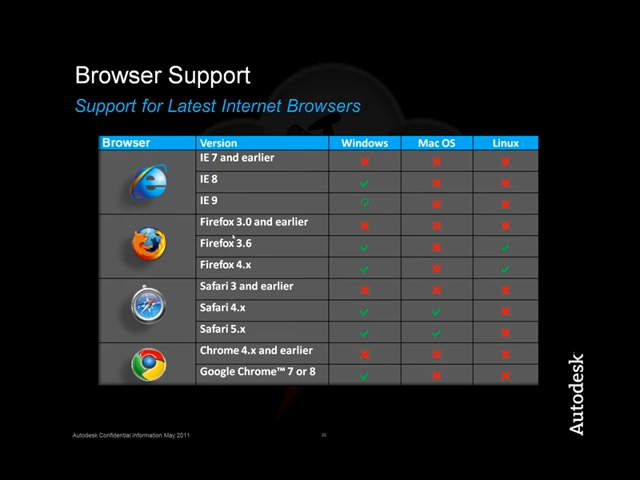 Browser Support
Support for Latest Internet Browsers
Browser Version Windows Mac OS Linux
IE 7 and earlier
IE 8
IE 9 ?
Firefox 3.0 and earlier
Firefox 3.6
Firefox 4.x
Safari 3 and earlier
Safari 4.x
Safari 5.x
Chrome 4.x and earlier
Google Chrome™ 7 or 8
Autodesk
Autodesk Confidential Information May 2011
26